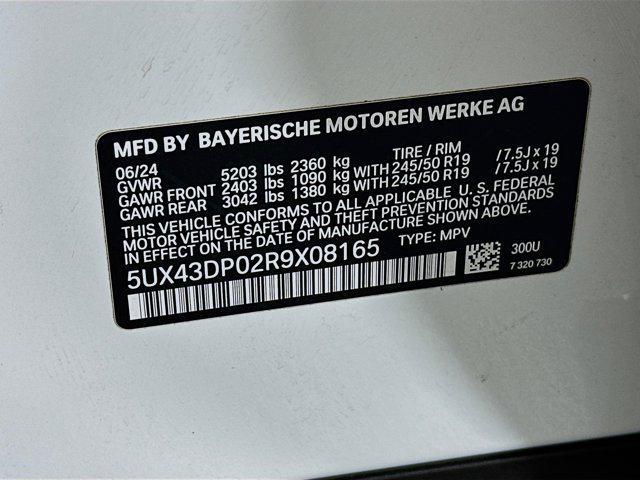 MFD BY BAYERISCHE MOTOREN WERKE AG
06/24 TIRE / RIM
GVWR 5203 lbs 2360 kg
GAWR FRONT 2403 lbs 1090 kg WITH 245/50 R19 / 7.5J x 19
GAWR REAR 3042 lbs 1380 kg WITH 245/50 R19 / 7.5J x 19
THIS VEHICLE CONFORMS TO ALL APPLICABLE U. S. FEDERAL
MOTOR VEHICLE SAFETY AND THEFT PREVENTION STANDARDS
IN EFFECT ON THE DATE OF MANUFACTURE SHOWN ABOVE.
5UX43DP02R9X08165 TYPE: MPV 300U
7 320 730